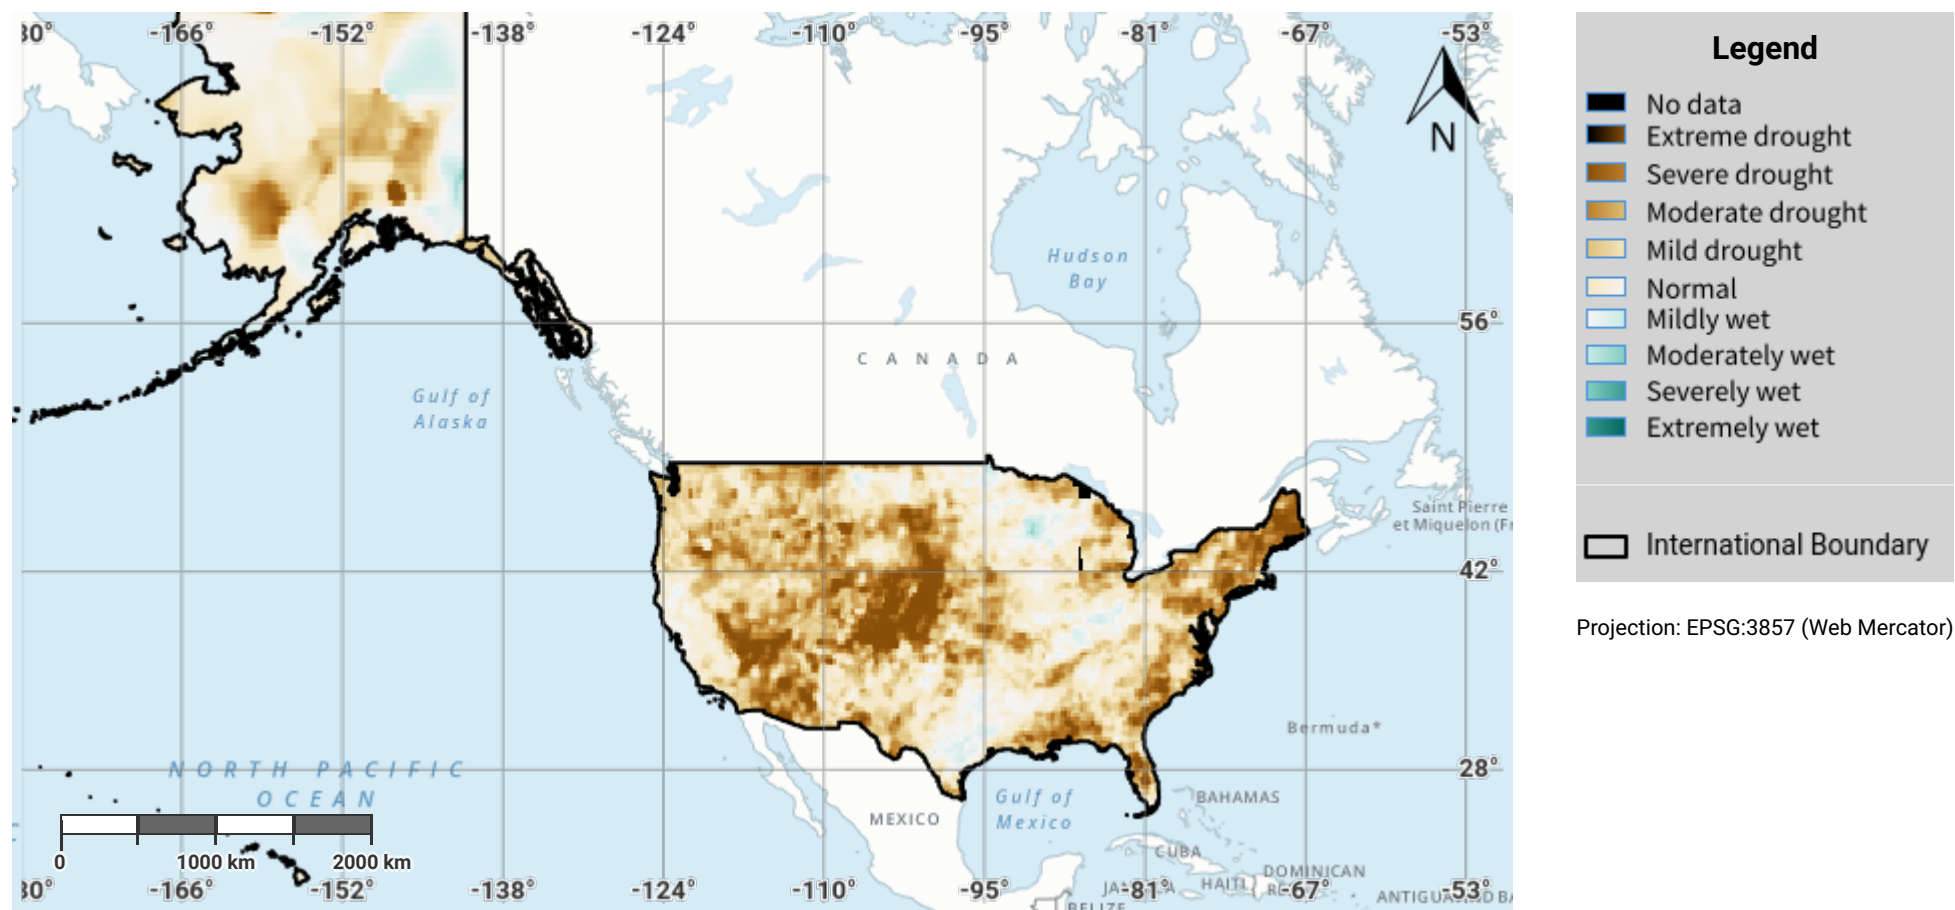 80°
-166°
-152°
-138°
-124°
-110°
-95°
-81°
-67°
-53°
N
Hudson
Bay
56°
CANADA
Gulf of
Alaska
Saint Pierre
et Miquelon (Fr
42°
Bermuda*
NORTH PACIFIC
OCEAN
28°
Gulf of
Mexico
MEXICO
BAHAMAS
CUBA
DOMINICAN
HAITI
BELIZE
0
1000 km
2000 km
80°
-166°
-152°
-138°
-124°
-110°
-95°
-81°
-67°
-53°
Legend
No data
Extreme drought
Severe drought
Moderate drought
Mild drought
Normal
Mildly wet
Moderately wet
Severely wet
Extremely wet
International Boundary
Projection: EPSG:3857 (Web Mercator)